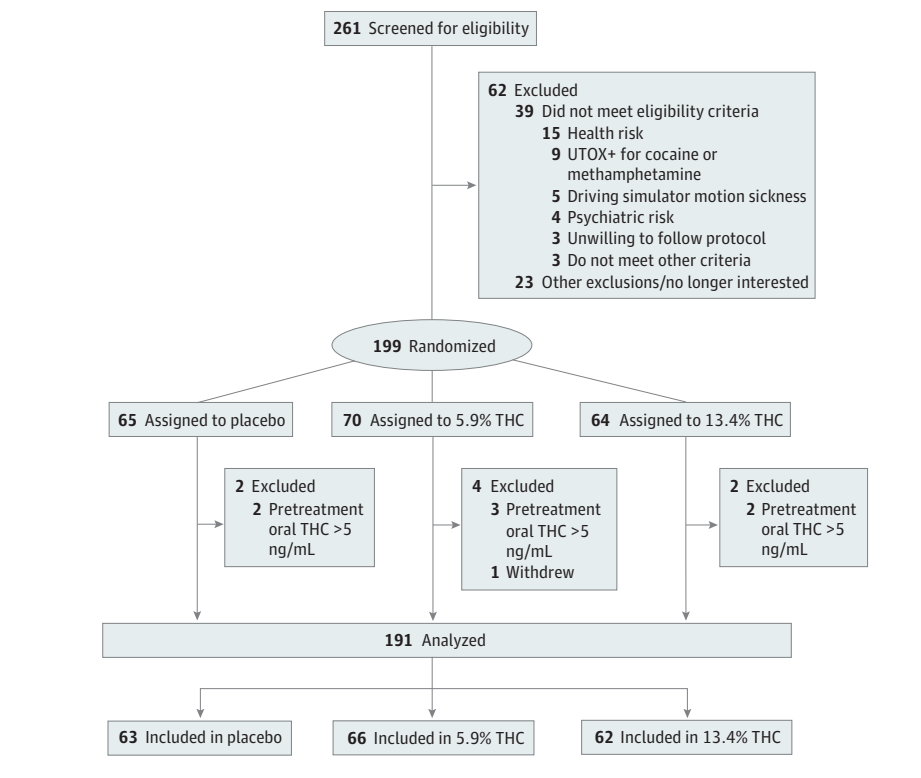 261 Screened for eligibility
62 Excluded
39 Did not meet eligibility criteria
15 Health risk
9 UTOX+ for cocaine or
methamphetamine
5 Driving simulator motion sickness
4 Psychiatric risk
3 Unwilling to follow protocol
3 Do not meet other criteria
23 Other exclusions/no longer interested
199 Randomized
65 Assigned to placebo
70 Assigned to 5.9% THC
64 Assigned to 13.4% THC
2 Excluded
2 Pretreatment
oral THC >5
ng/mL
4 Excluded
3 Pretreatment
oral THC >5
ng/mL
1 Withdrew
2 Excluded
2 Pretreatment
oral THC >5
ng/mL
191 Analyzed
63 Included in placebo
66 Included in 5.9% THC
62 Included in 13.4% THC